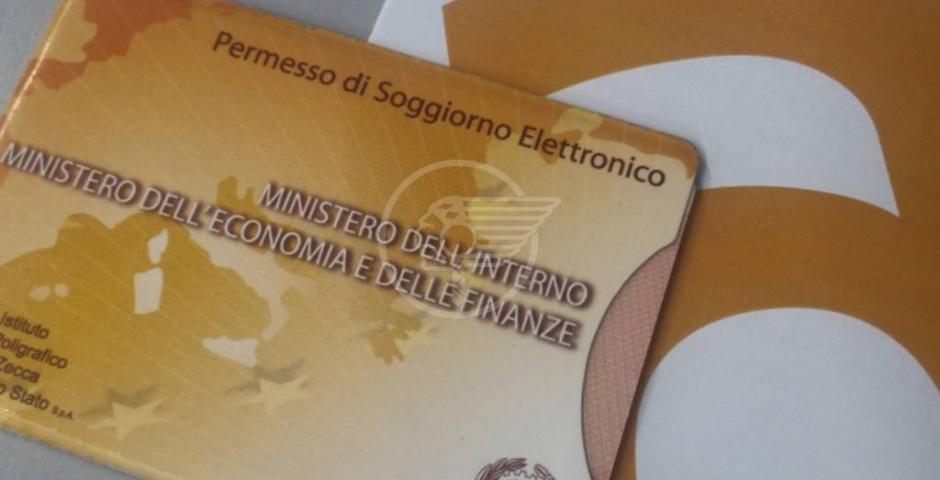 Permesso di Soggiorno Elettronico
MINISTERO DELL'INTERNO
MINISTERO DELL'ECONOMIA E DELLE FINANZE
Istituto
Poligrafico
Zecca
Stato S.p.A.